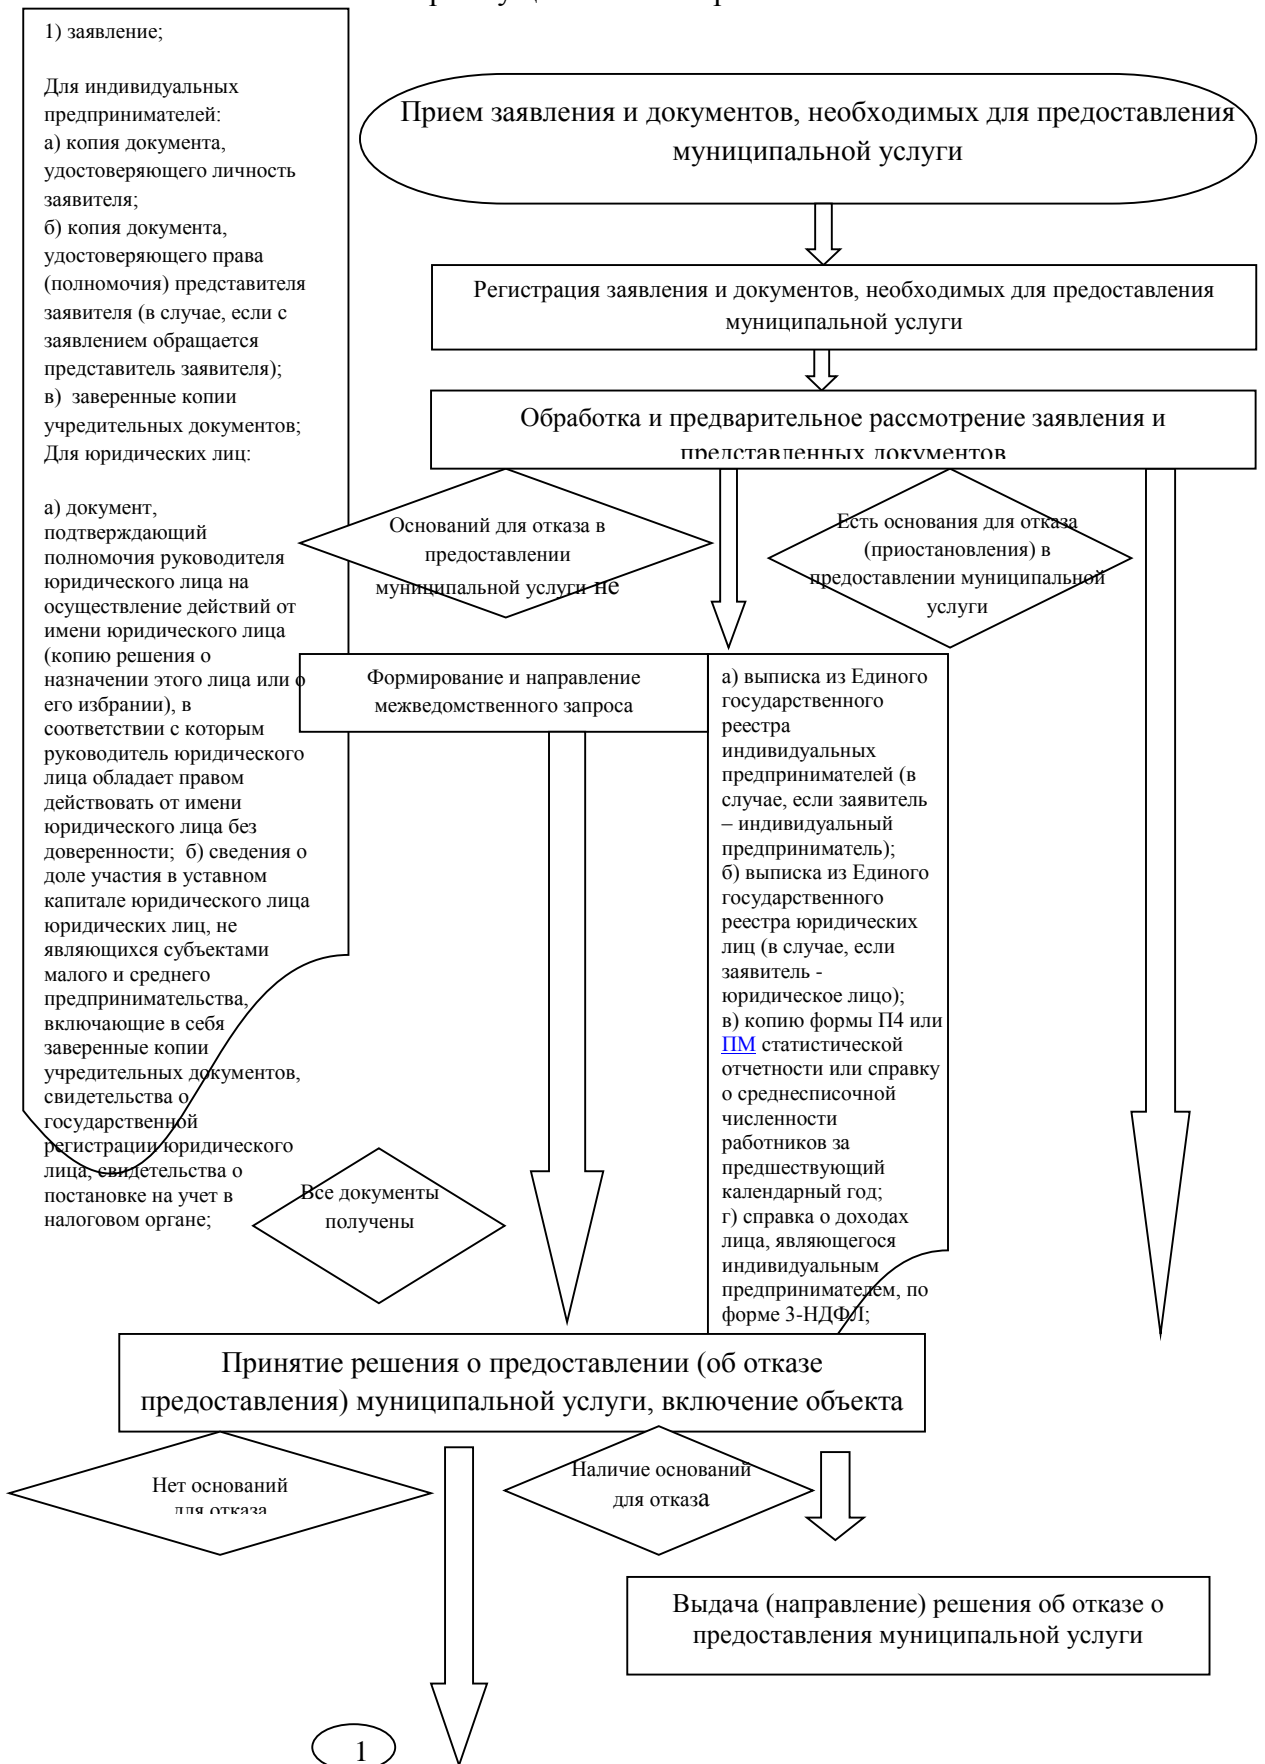 1) заявление;
Для индивидуальных
предпринимателей:
а) копия документа,
удостоверяющего личность
заявителя;
б) копия документа,
удостоверяющего права
(полномочия) представителя
заявителя (в случае, если с
заявлением обращается
представитель заявителя);
в)  заверенные копии
учредительных документов;
Для юридических лиц:
а) документ,
подтверждающий
полномочия руководителя
юридического лица на
осуществление действий от
имени юридического лица
(копию решения о
назначении этого лица или о
его избрании), в
соответствии с которым
руководитель юридического
лица обладает правом
действовать от имени
юридического лица без
доверенности;  б) сведения о
доле участия в уставном
капитале юридического лица
юридических лиц, не
являющихся субъектами
малого и среднего
предпринимательства,
включающие в себя
заверенные копии
учредительных документов,
свидетельства о
государственной
регистрации юридического
лица, свидетельства о
постановке на учет в
налоговом органе;
Прием заявления и документов, необходимых для предоставления
муниципальной услуги
Регистрация заявления и документов, необходимых для предоставления
муниципальной услуги
Обработка и предварительное рассмотрение заявления и
представленных документов
Оснований для отказа в
предоставлении
муниципальной услуги не
Есть основания для отказа
(приостановления) в
предоставлении муниципальной
услуги
Формирование и направление
межведомственного запроса
а) выписка из Единого
государственного
реестра
индивидуальных
предпринимателей (в
случае, если заявитель
– индивидуальный
предприниматель);
б) выписка из Единого
государственного
реестра юридических
лиц (в случае, если
заявитель -
юридическое лицо);
в) копию формы П4 или
ПМ статистической
отчетности или справку
о среднесписочной
численности
работников за
предшествующий
календарный год;
г) справка о доходах
лица, являющегося
индивидуальным
предпринимателем, по
форме 3-НДФЛ;
Все документы
получены
Принятие решения о предоставлении (об отказе
предоставления) муниципальной услуги, включение объекта
Нет оснований
для отказа
Наличие оснований
для отказа
Выдача (направление) решения об отказе о
предоставления муниципальной услуги
1